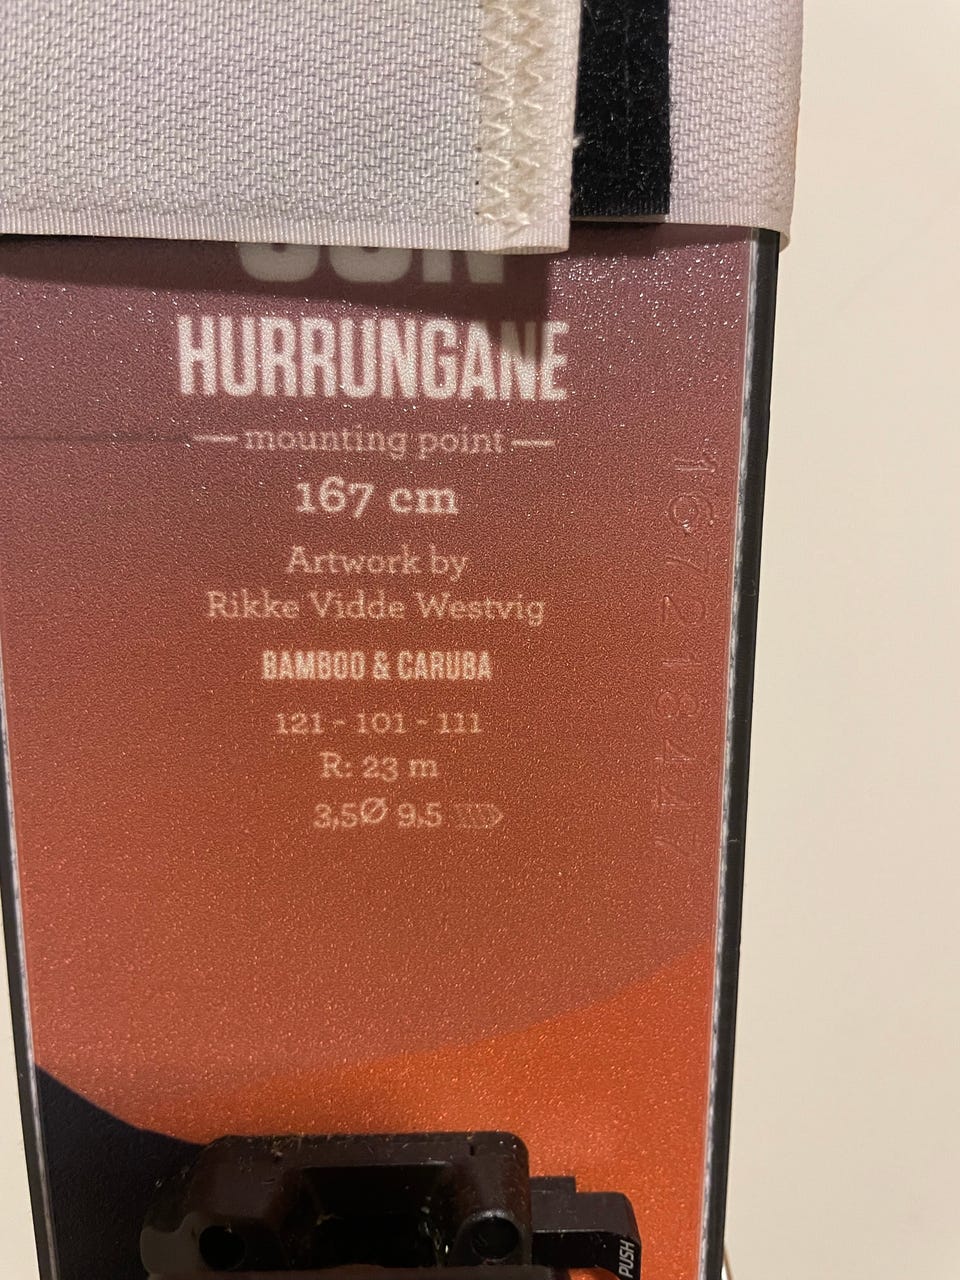 HURRUNGANE
— mounting point —
167 cm
Artwork by
Rikke Vidde Westvig
BAMBOO & CARUBA
121 - 101 - 111
R: 23 m
3,5Ø 9,5
PUSH